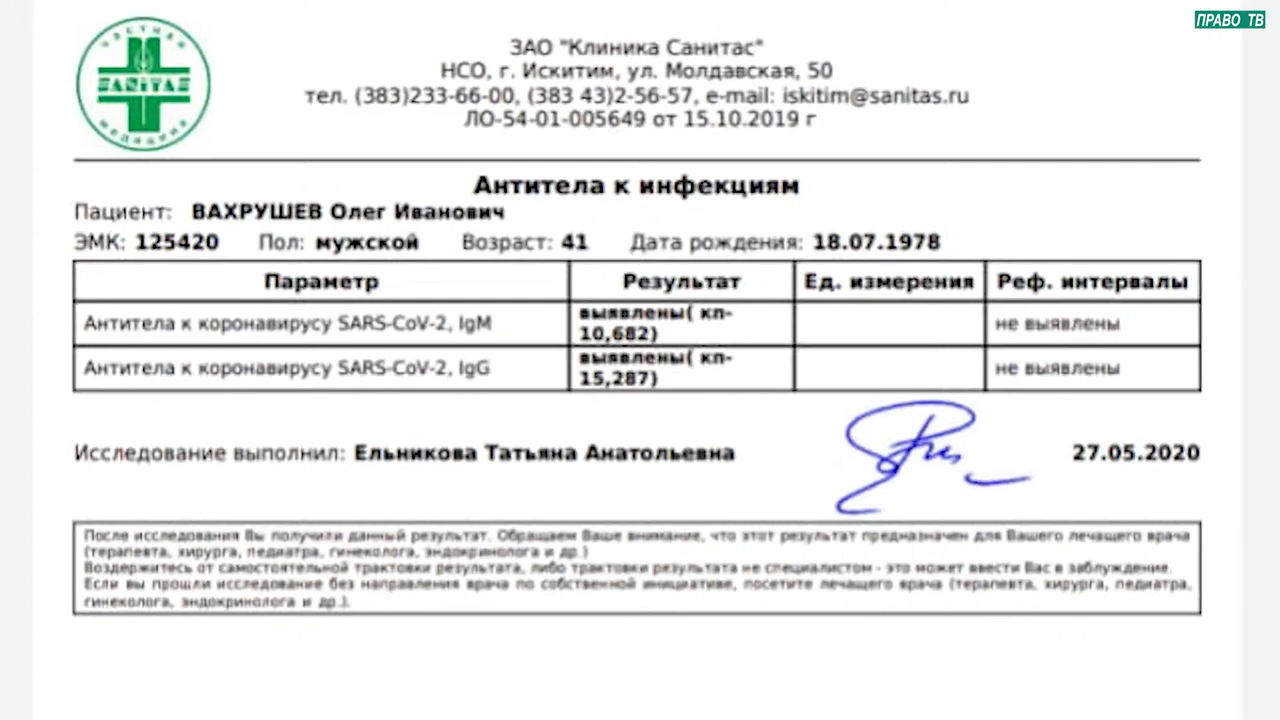 ПРАВО ТВ
ЧАСТНАЯ
SANITAS
МЕДИЦИНА
ЗАО "Клиника Санитас"
НСО, г. Искитим, ул. Молдавская, 50
тел. (383)233-66-00, (383 43)2-56-57, e-mail: iskitim@sanitas.ru
ЛО-54-01-005649 от 15.10.2019 г
Антитела к инфекциям
Пациент: ВАХРУШЕВ Олег Иванович
ЭМК: 125420 Пол: мужской Возраст: 41 Дата рождения: 18.07.1978
Параметр Результат Ед. измерения Реф. интервалы
Антитела к коронавирусу SARS-CoV-2, IgM выявлены( кп-10,682) не выявлены
Антитела к коронавирусу SARS-CoV-2, IgG выявлены( кп-15,287) не выявлены
Исследование выполнил: Ельникова Татьяна Анатольевна 27.05.2020
После исследования Вы получили данный результат. Обращаем Ваше внимание, что этот результат предназначен для Вашего лечащего врача
(терапевта, хирурга, педиатра, гинеколога, эндокринолога и др.)
Воздержитесь от самостоятельной трактовки результата, либо трактовки результата не специалистом - это может ввести Вас в заблуждение.
Если вы прошли исследование без направления врача по собственной инициативе, посетите лечащего врача (терапевта, хирурга, педиатра,
гинеколога, эндокринолога и др.).